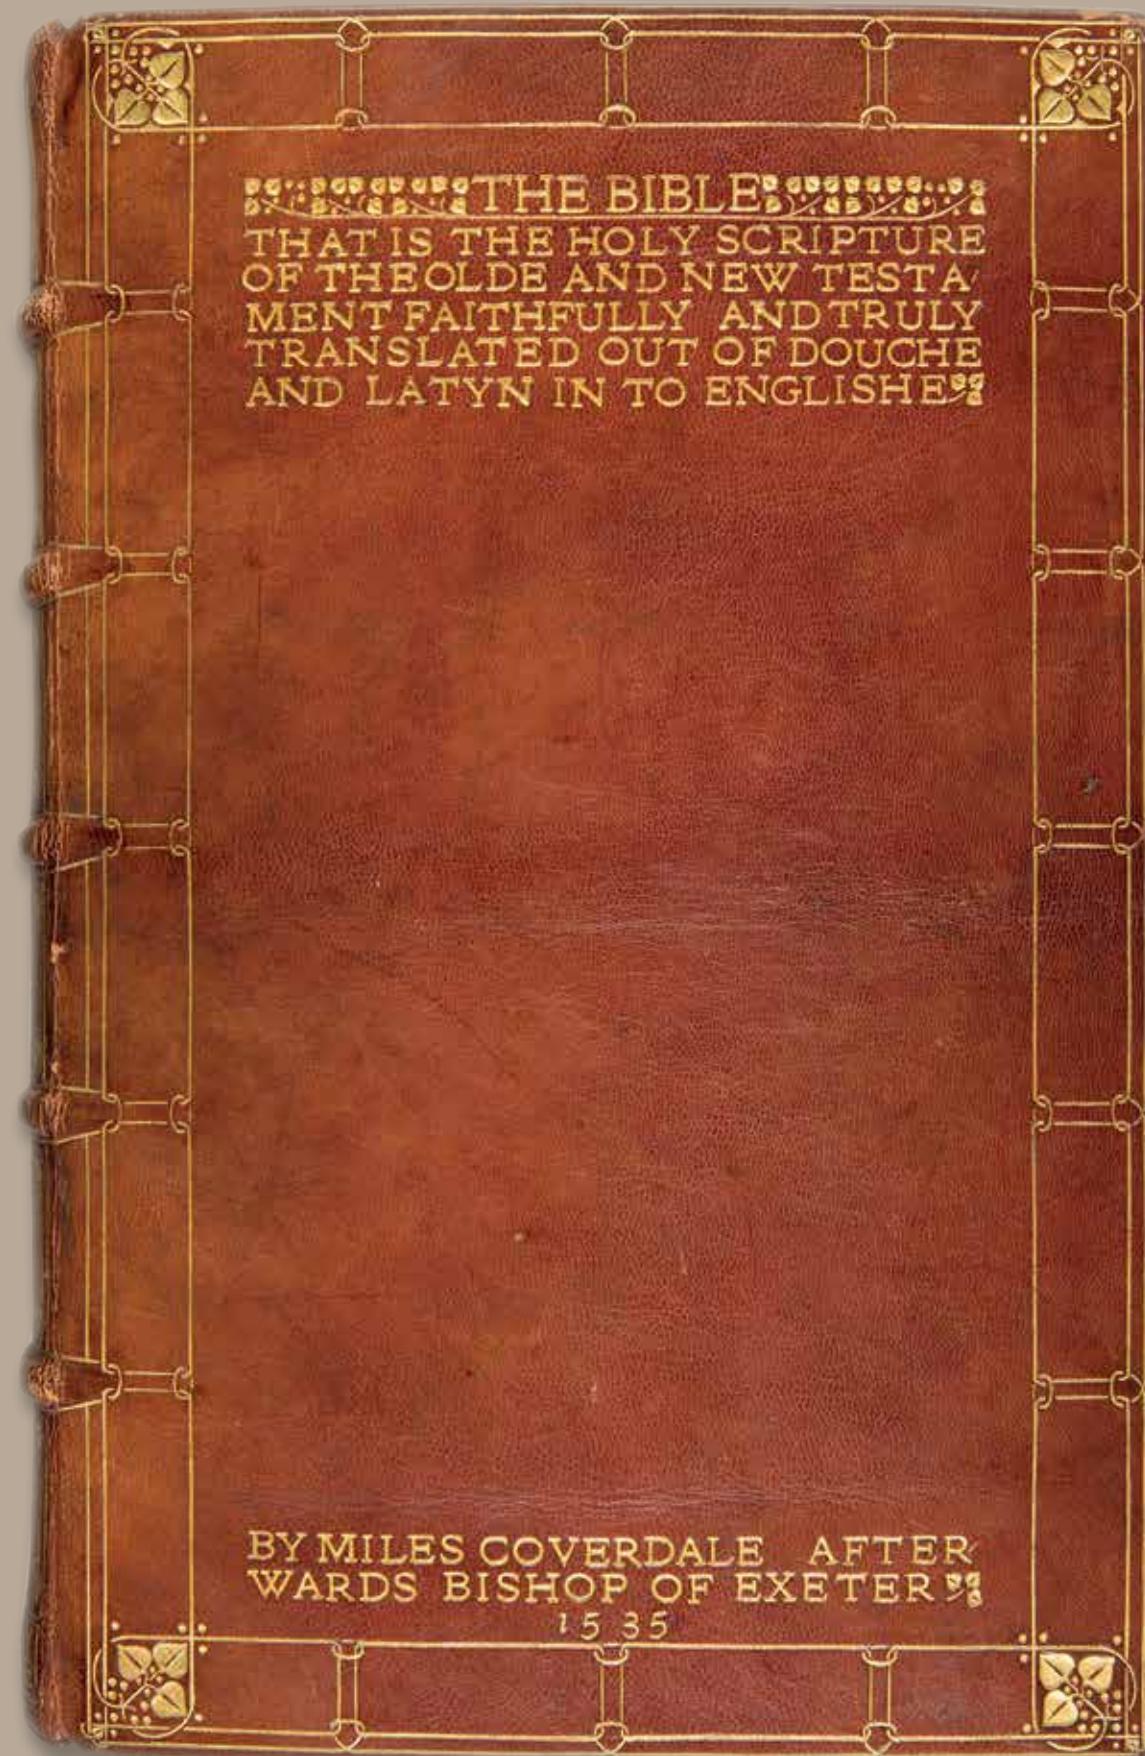 THE BIBLE
THAT IS THE HOLY SCRIPTURE
OF THE OLDE AND NEW TESTA
MENT FAITHFULLY AND TRULY
TRANSLATED OUT OF DOUCHE
AND LATYN IN TO ENGLISHE
BY MILES COVERDALE AFTER
WARDS BISHOP OF EXETER
1535